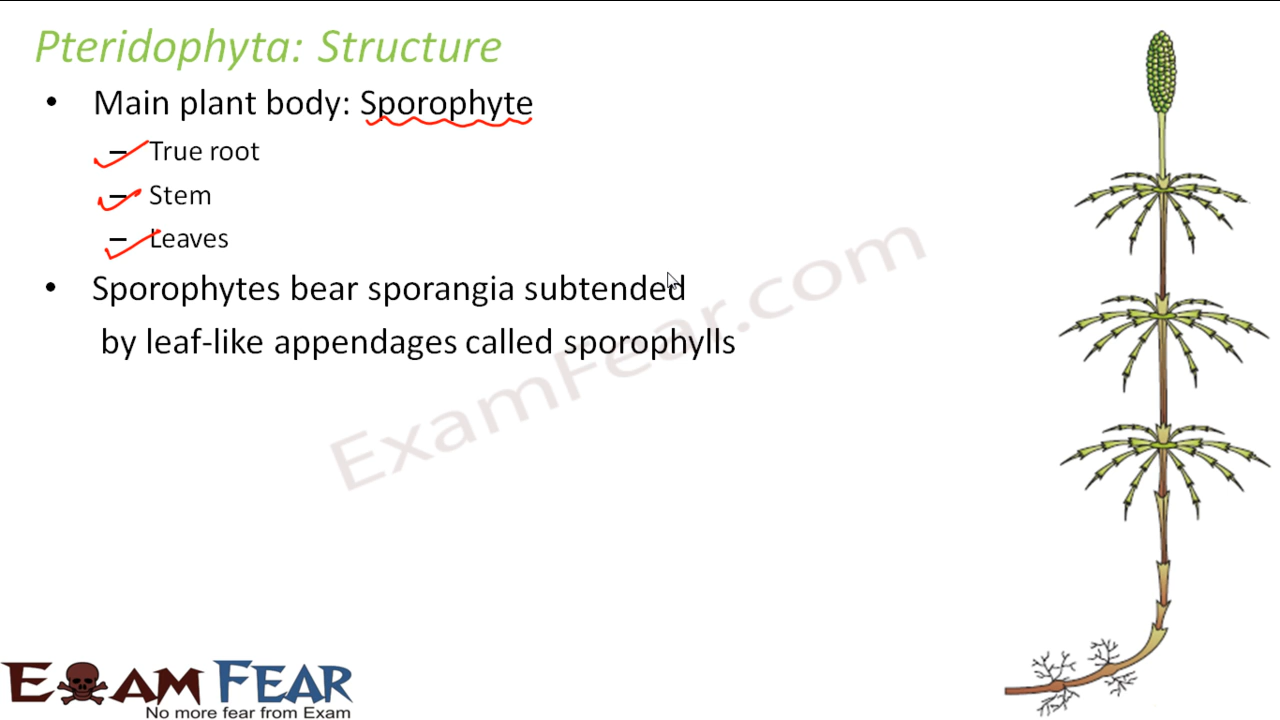 Pteridophyta: Structure
• Main plant body: Sporophyte
– True root
– Stem
– Leaves
• Sporophytes bear sporangia subtended
by leaf-like appendages called sporophylls
ExamFear.com
EXAM FEAR
No more fear from Exam